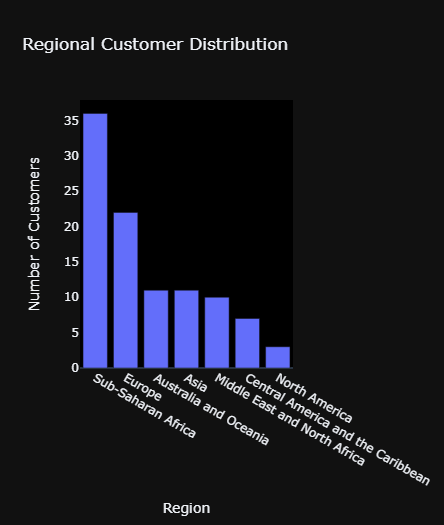 Regional Customer Distribution
Number of Customers
35
30
25
20
15
10
5
0
Sub-Saharan Africa
Europe
Australia and Oceania
Asia
Middle East and North Africa
Central America and the Caribbean
North America
Region